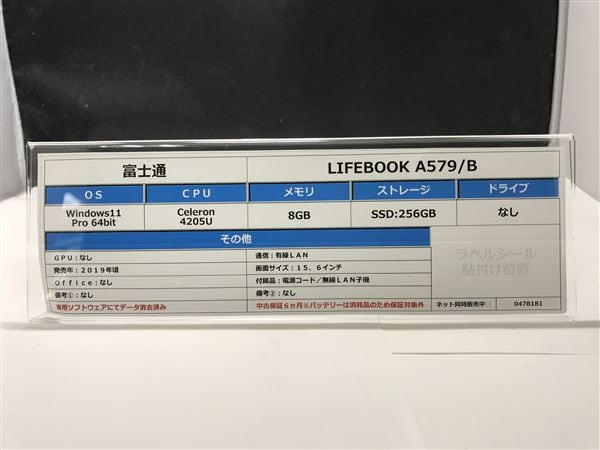 富士通 LIFEBOOK A579/B
OS CPU メモリ ストレージ ドライブ
Windows11 Pro 64bit Celeron 4205U 8GB SSD:256GB なし
その他
GPU:なし 通信:有線LAN
発売年:2019年頃 画面サイズ:15.6インチ
Office:なし 付属品:電源コード/無線LAN子機
備考①:なし 備考②:なし
専用ソフトウェアにてデータ消去済み 中古保証6ヵ月※バッテリーは消耗品のため保証対象外 ネット同時販売中□ 0478181
ラベルシール
貼付け位置